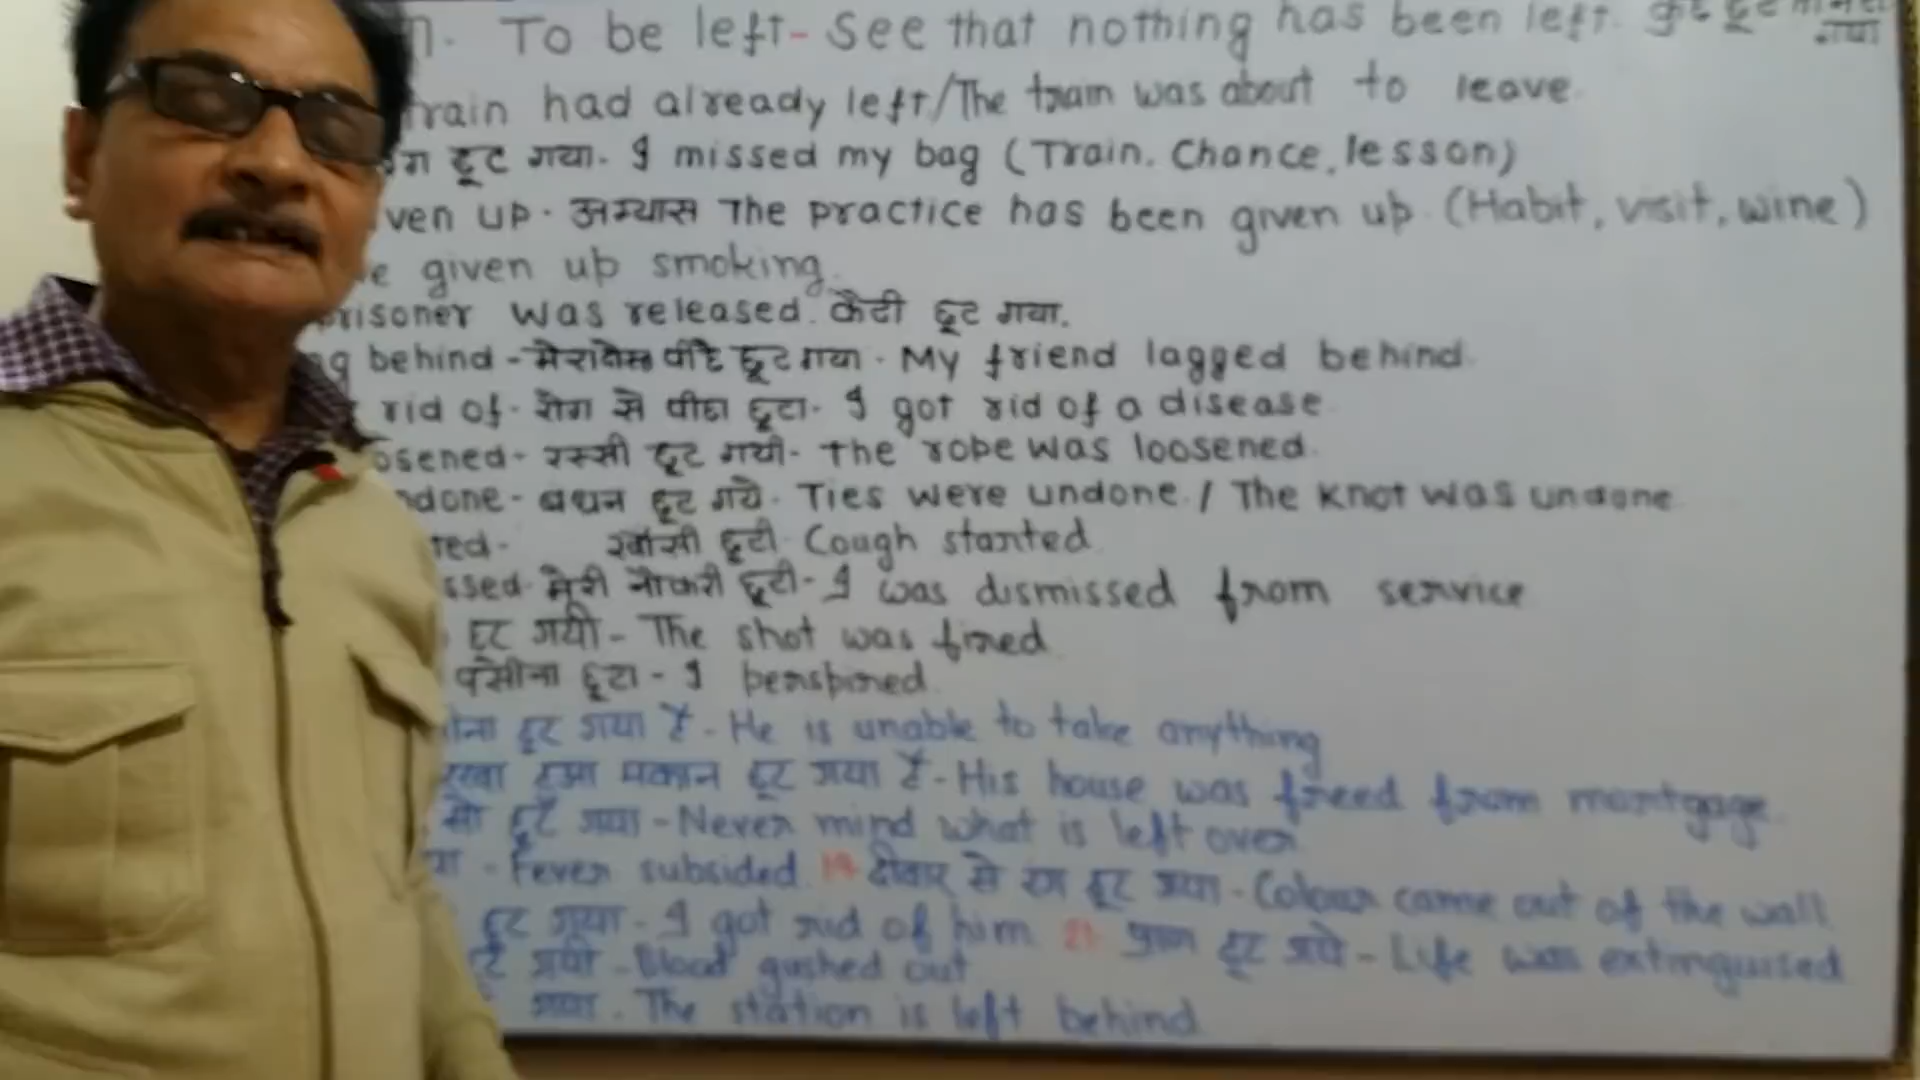 To be left - See that nothing has been left.
Train had already left/The train was about to leave.
छूट गया. I missed my bag (Train, Chance, lesson)
ven up. अभ्यास The practice has been given up. (Habit, visit, wine)
e given up smoking.
prisoner was released. कैदी छूट गया.
g behind - पीछे छूट गया. My friend lagged behind.
rid of. रोग से पीछा छूटा. I got rid of a disease.
osened - रस्सी छूट गयी. The rope was loosened.
ndone - बंधन छूट गये. Ties were undone. / The knot was undone
ted - खाँसी छूटी. Cough started.
ssed - मेरी नौकरी छूटी - I was dismissed from service
छूट गयी - The shot was fired.
पसीना छूटा - I perspired.
छूट गया है - He is unable to take anything
हुआ मकान छूट गया है - His house was freed from mortgage.
सो छूट गया - Never mind what is left over
या - Fever subsided. 19 दीवार से रंग छूट गया - Colour came out of the wall
छूट गया - I got rid of him 21 प्राण छूट गये - Life was extinguised
गयी - Blood gushed out
गया. The station is left behind.